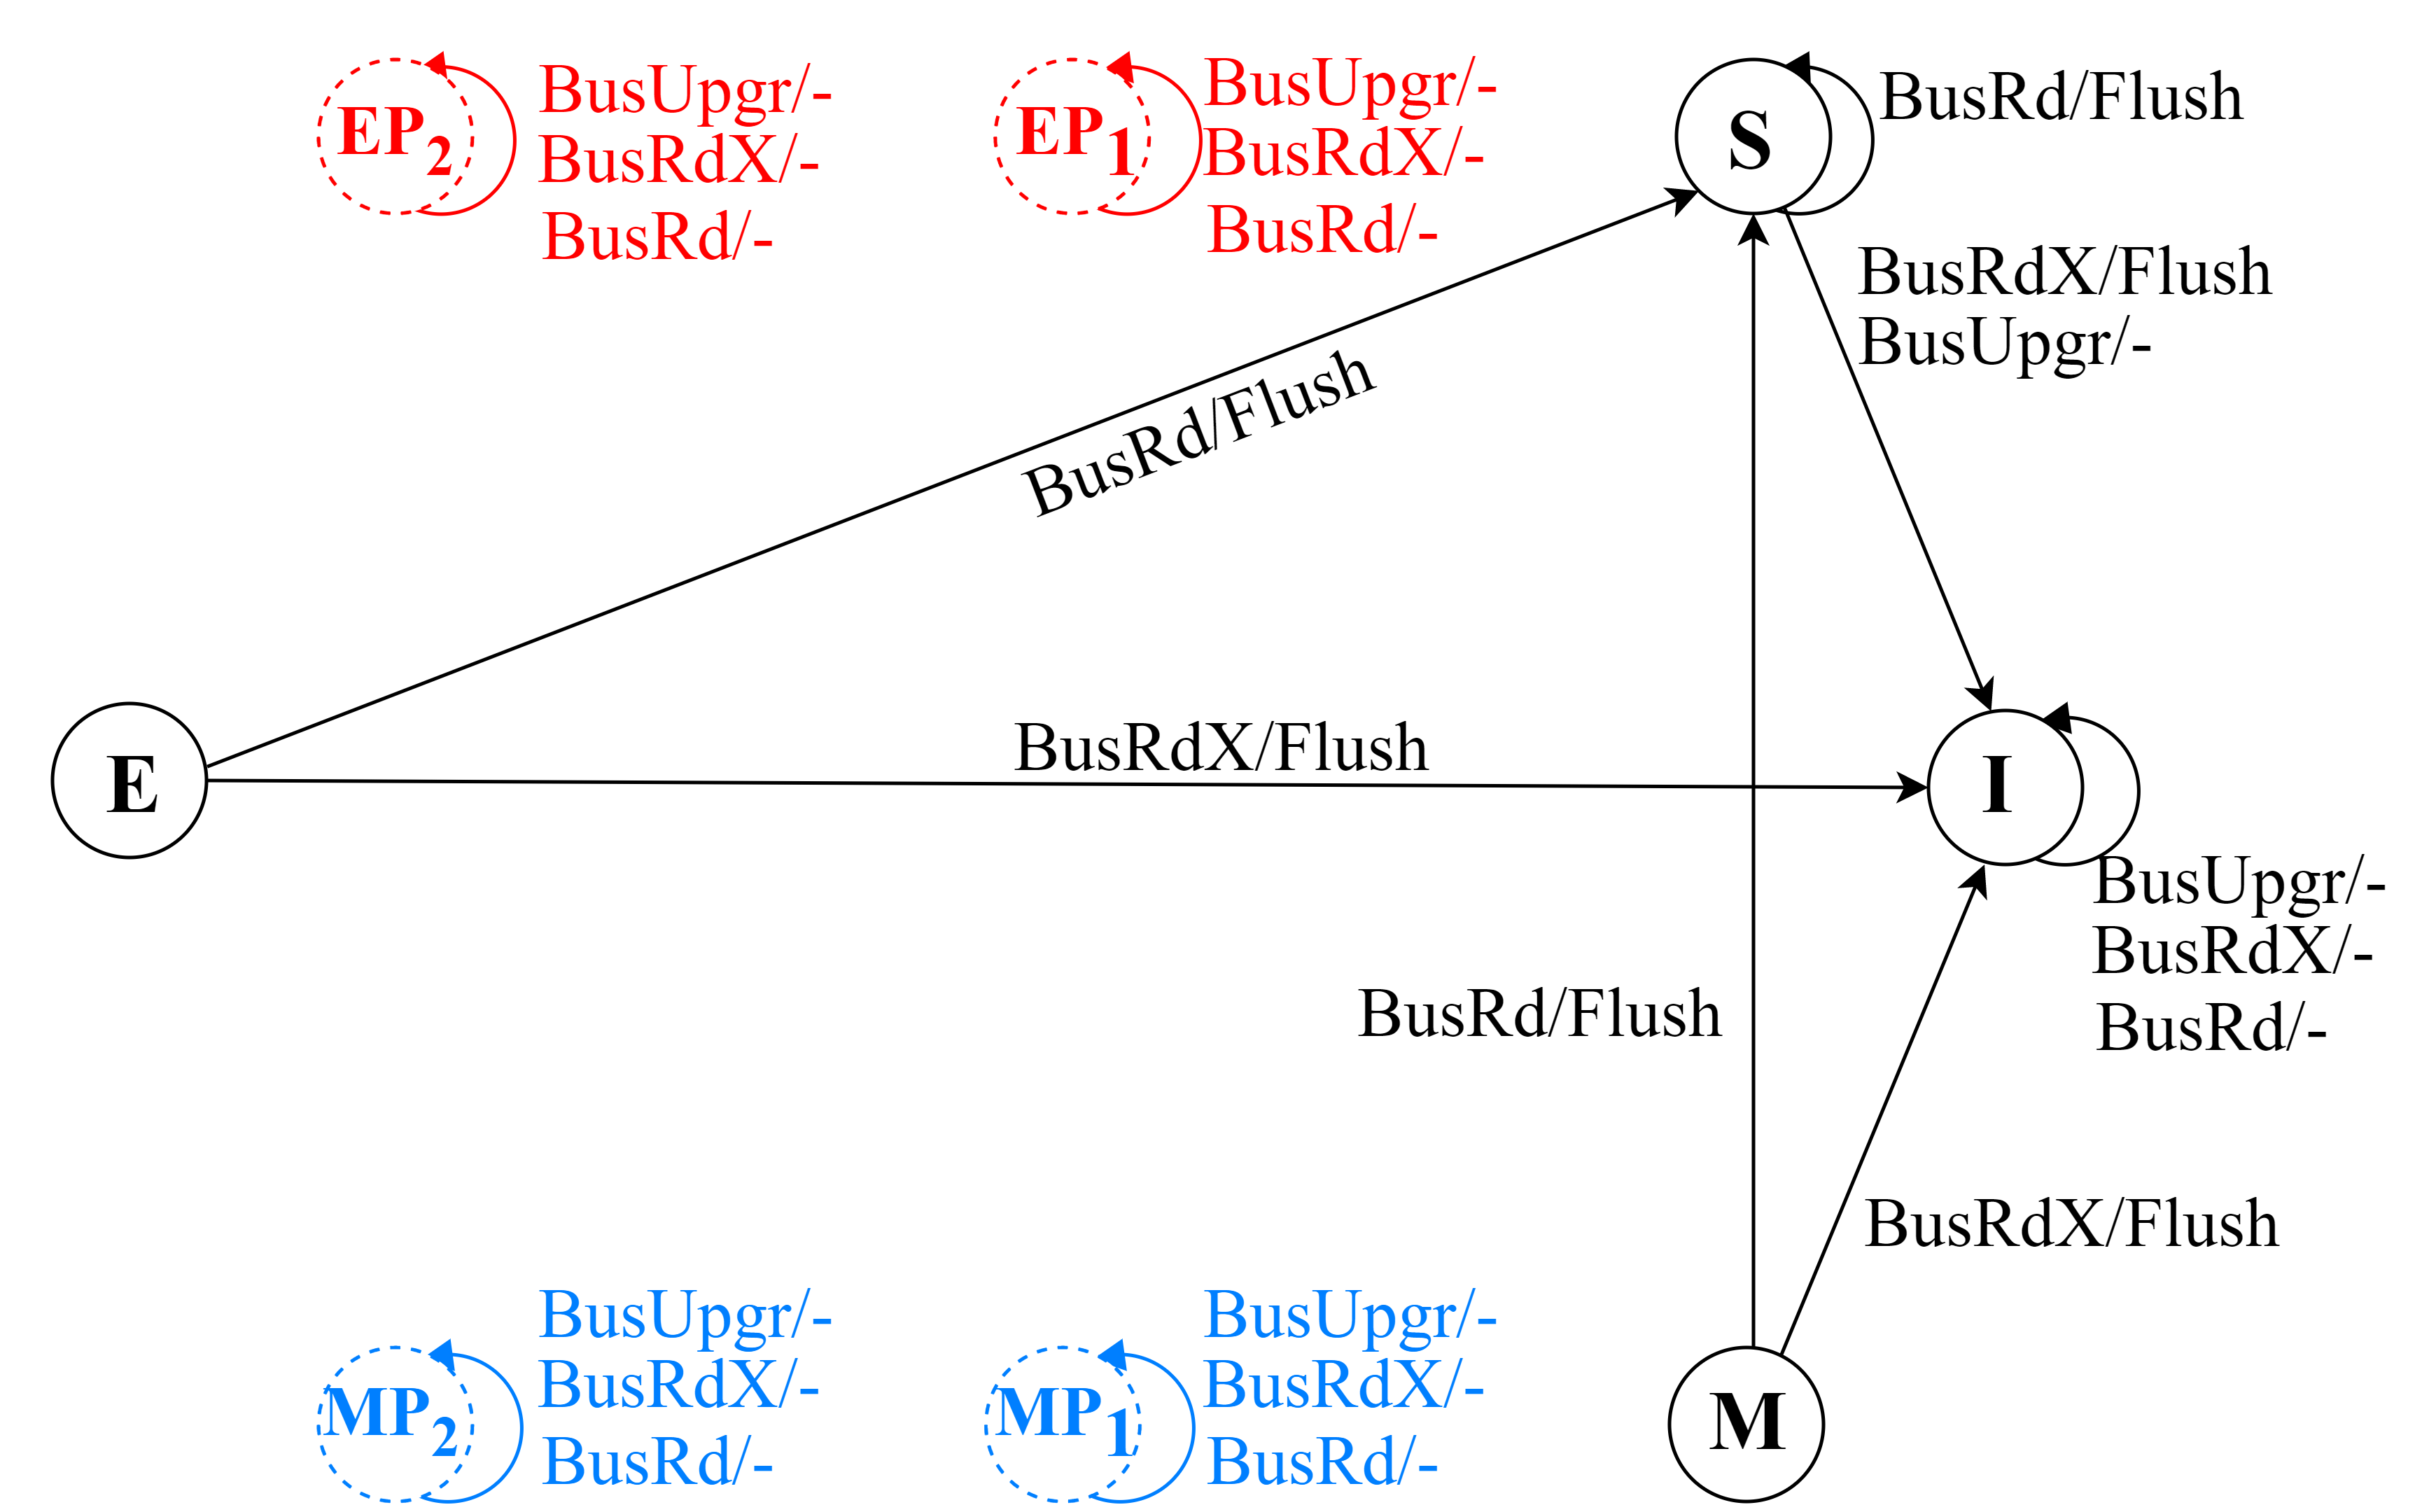 EP2
BusUpgr/-
BusRdX/-
BusRd/-
EP1
BusUpgr/-
BusRdX/-
BusRd/-
S
BusRd/Flush
BusRdX/Flush
BusUpgr/-
BusRd/Flush
E
BusRdX/Flush
I
BusUpgr/-
BusRdX/-
BusRd/-
BusRd/Flush
BusRdX/Flush
MP2
BusUpgr/-
BusRdX/-
BusRd/-
MP1
BusUpgr/-
BusRdX/-
BusRd/-
M